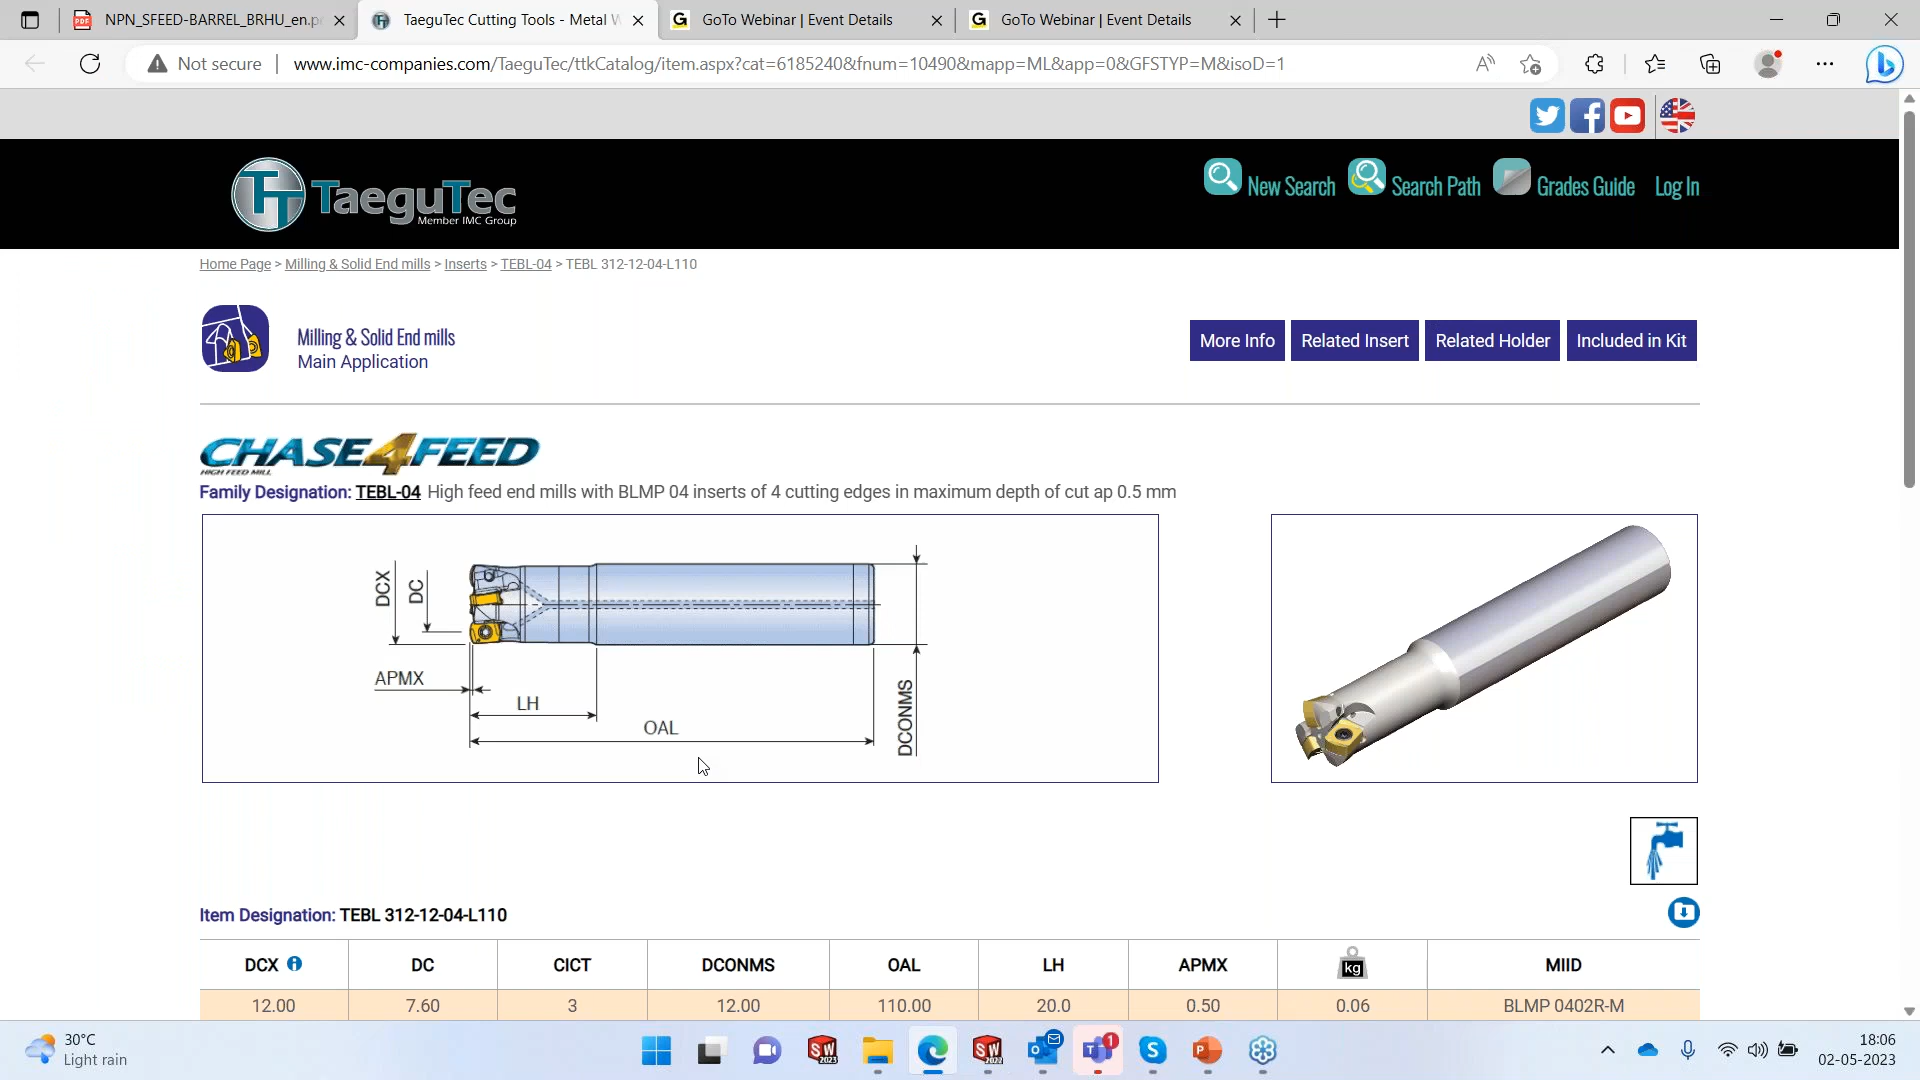 NPN_SFEED-BARREL_BRHU_en.p
TaeguTec Cutting Tools - Metal W
GoTo Webinar | Event Details
GoTo Webinar | Event Details
Not secure
www.imc-companies.com/TaeguTec/ttkCatalog/item.aspx?cat=6185240&fnum=10490&mapp=ML&app=0&GFSTYP=M&isoD=1
TaeguTec
Member IMC Group
New Search
Search Path
Grades Guide
Log In
Home Page > Milling & Solid End mills > Inserts > TEBL-04 > TEBL 312-12-04-L110
Milling & Solid End mills
Main Application
More Info
Related Insert
Related Holder
Included in Kit
CHASE4FEED
HIGH FEED MILL
Family Designation: TEBL-04 High feed end mills with BLMP 04 inserts of 4 cutting edges in maximum depth of cut ap 0.5 mm
DCX
DC
APMX
LH
OAL
DCONMS
Item Designation: TEBL 312-12-04-L110
DCX DC CICT DCONMS OAL LH APMX kg MIID
12.00 7.60 3 12.00 110.00 20.0 0.50 0.06 BLMP 0402R-M
30°C
Light rain
18:06
02-05-2023